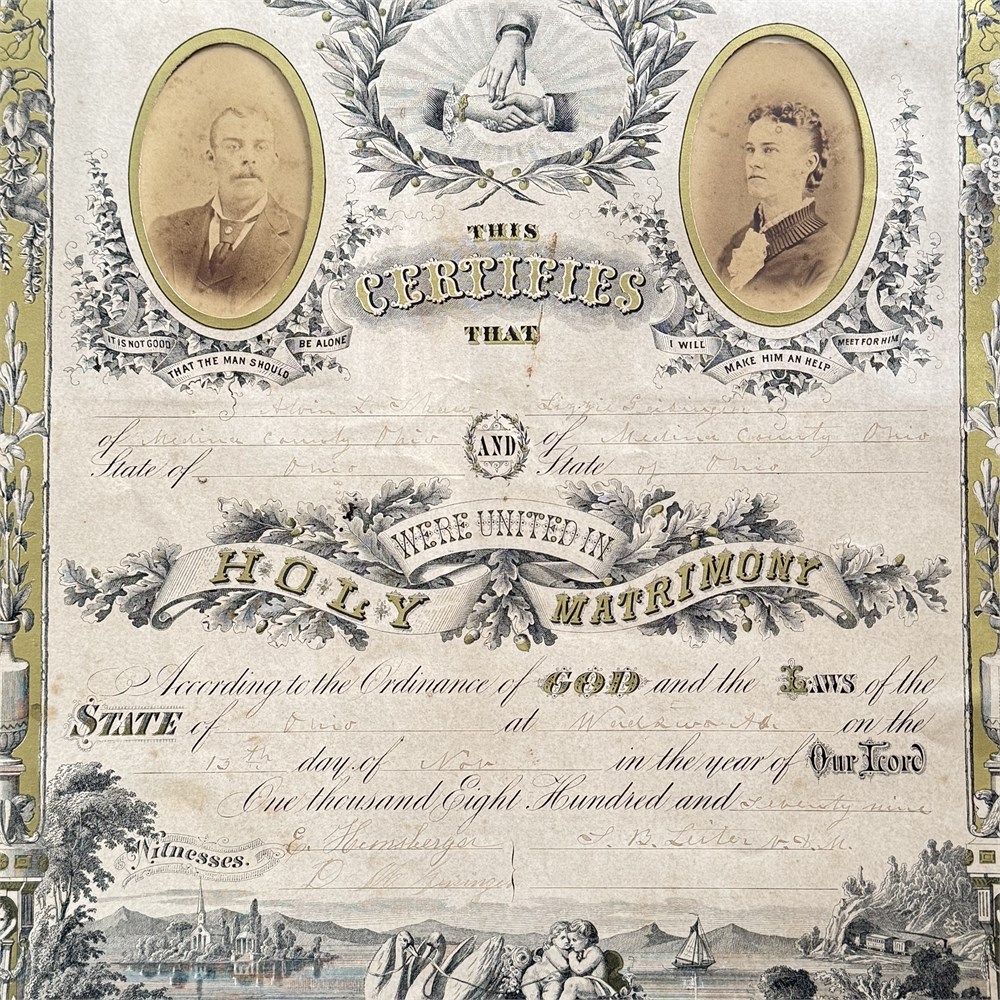 THIS
CERTIFIES
THAT
IT IS NOT GOOD THAT THE MAN SHOULD BE ALONE
I WILL MAKE HIM AN HELP MEET FOR HIM
Alvin L. Lizzie
of Medina County Ohio AND of Medina County Ohio
State of Ohio State of Ohio
WERE UNITED IN
HOLY MATRIMONY
According to the Ordinance of GOD and the LAWS of the
STATE of Ohio at Wadsworth on the
13th day of Nov in the year of Our Lord
One thousand Eight Hundred and seventy nine
Witnesses. E. Hunsberger
D. W.